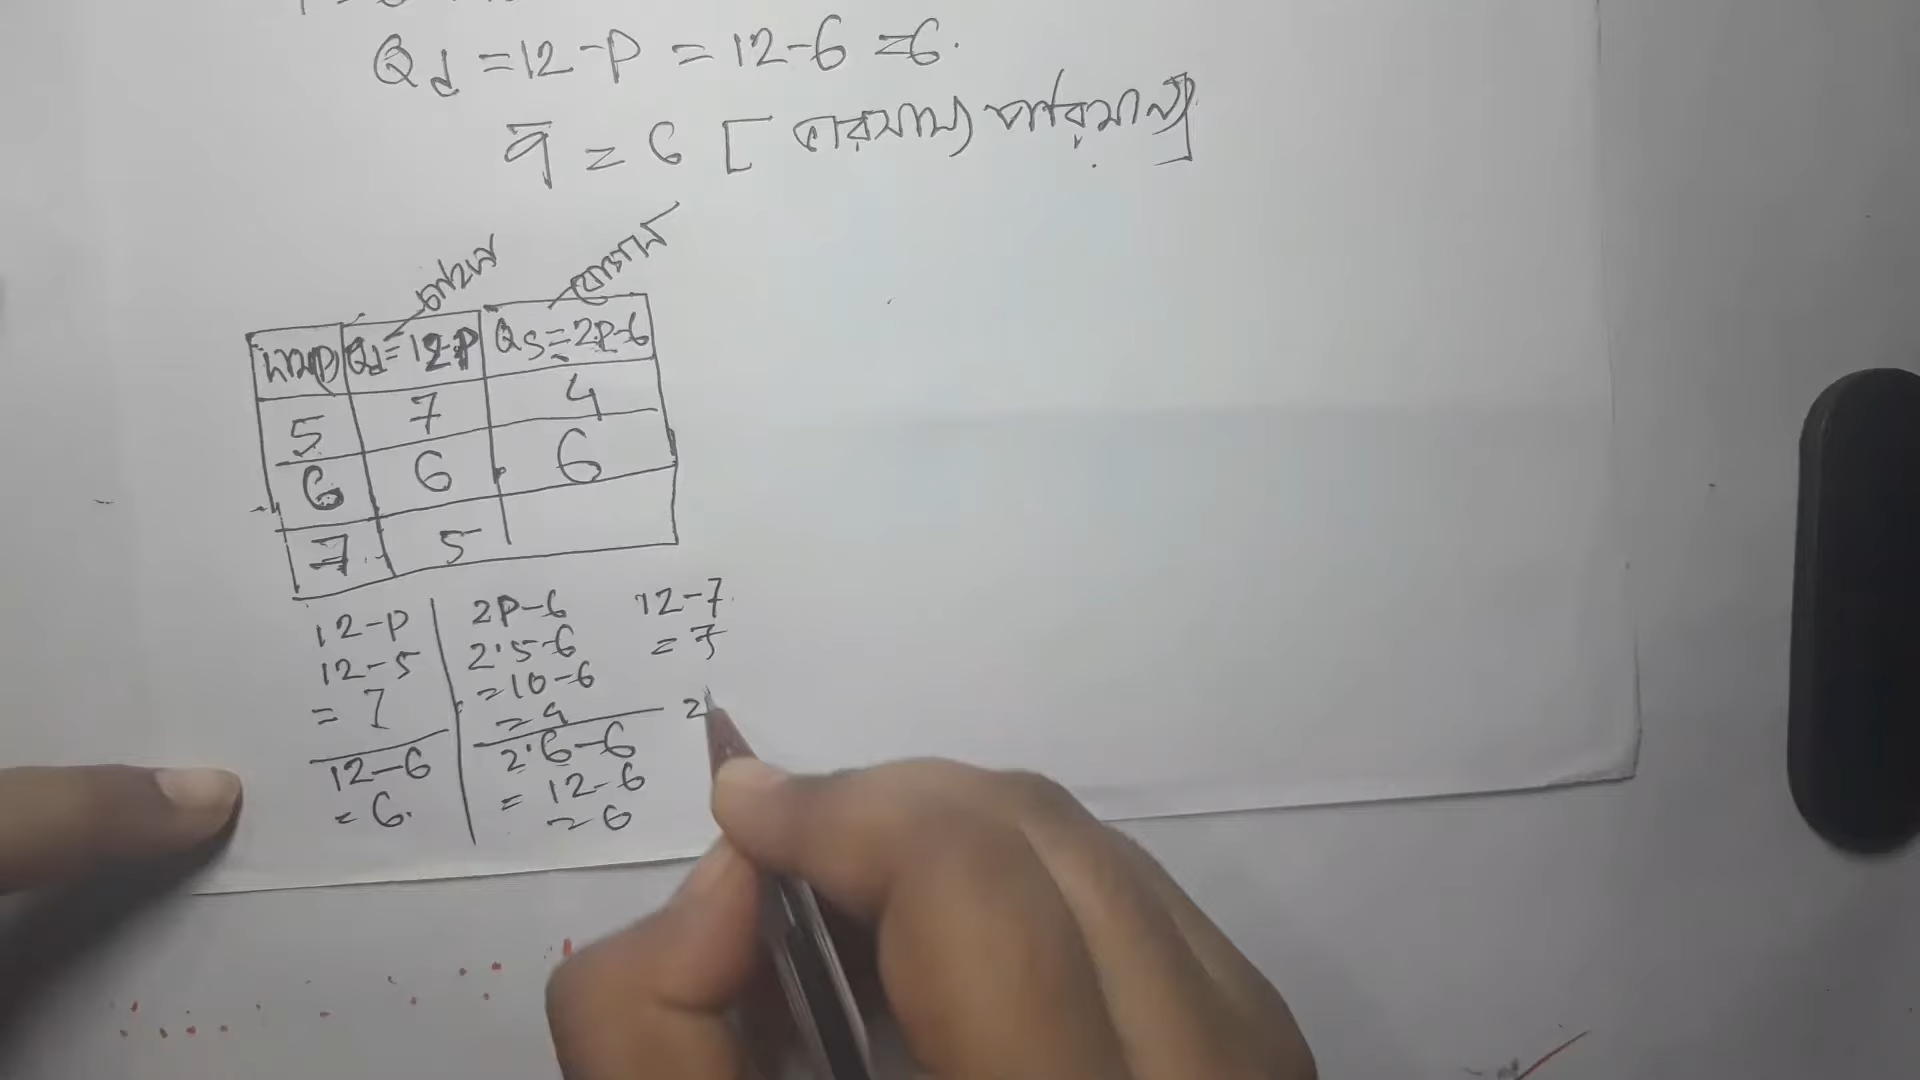 Qd = 12 - P = 12 - 6 = 6.
q̄ = 6 [ ভারসাম্য পরিমাণ ]
চাহিদা যোগান
দাম(P) Qd = 12-P Qs = 2P-6
5 7 4
6 6 6
7 5
12-P 2P-6 12-7
12-5 2·5-6 = 7
= 7 = 10-6
= 4 2
12-6 2·6-6
= 6. = 12-6
= 6